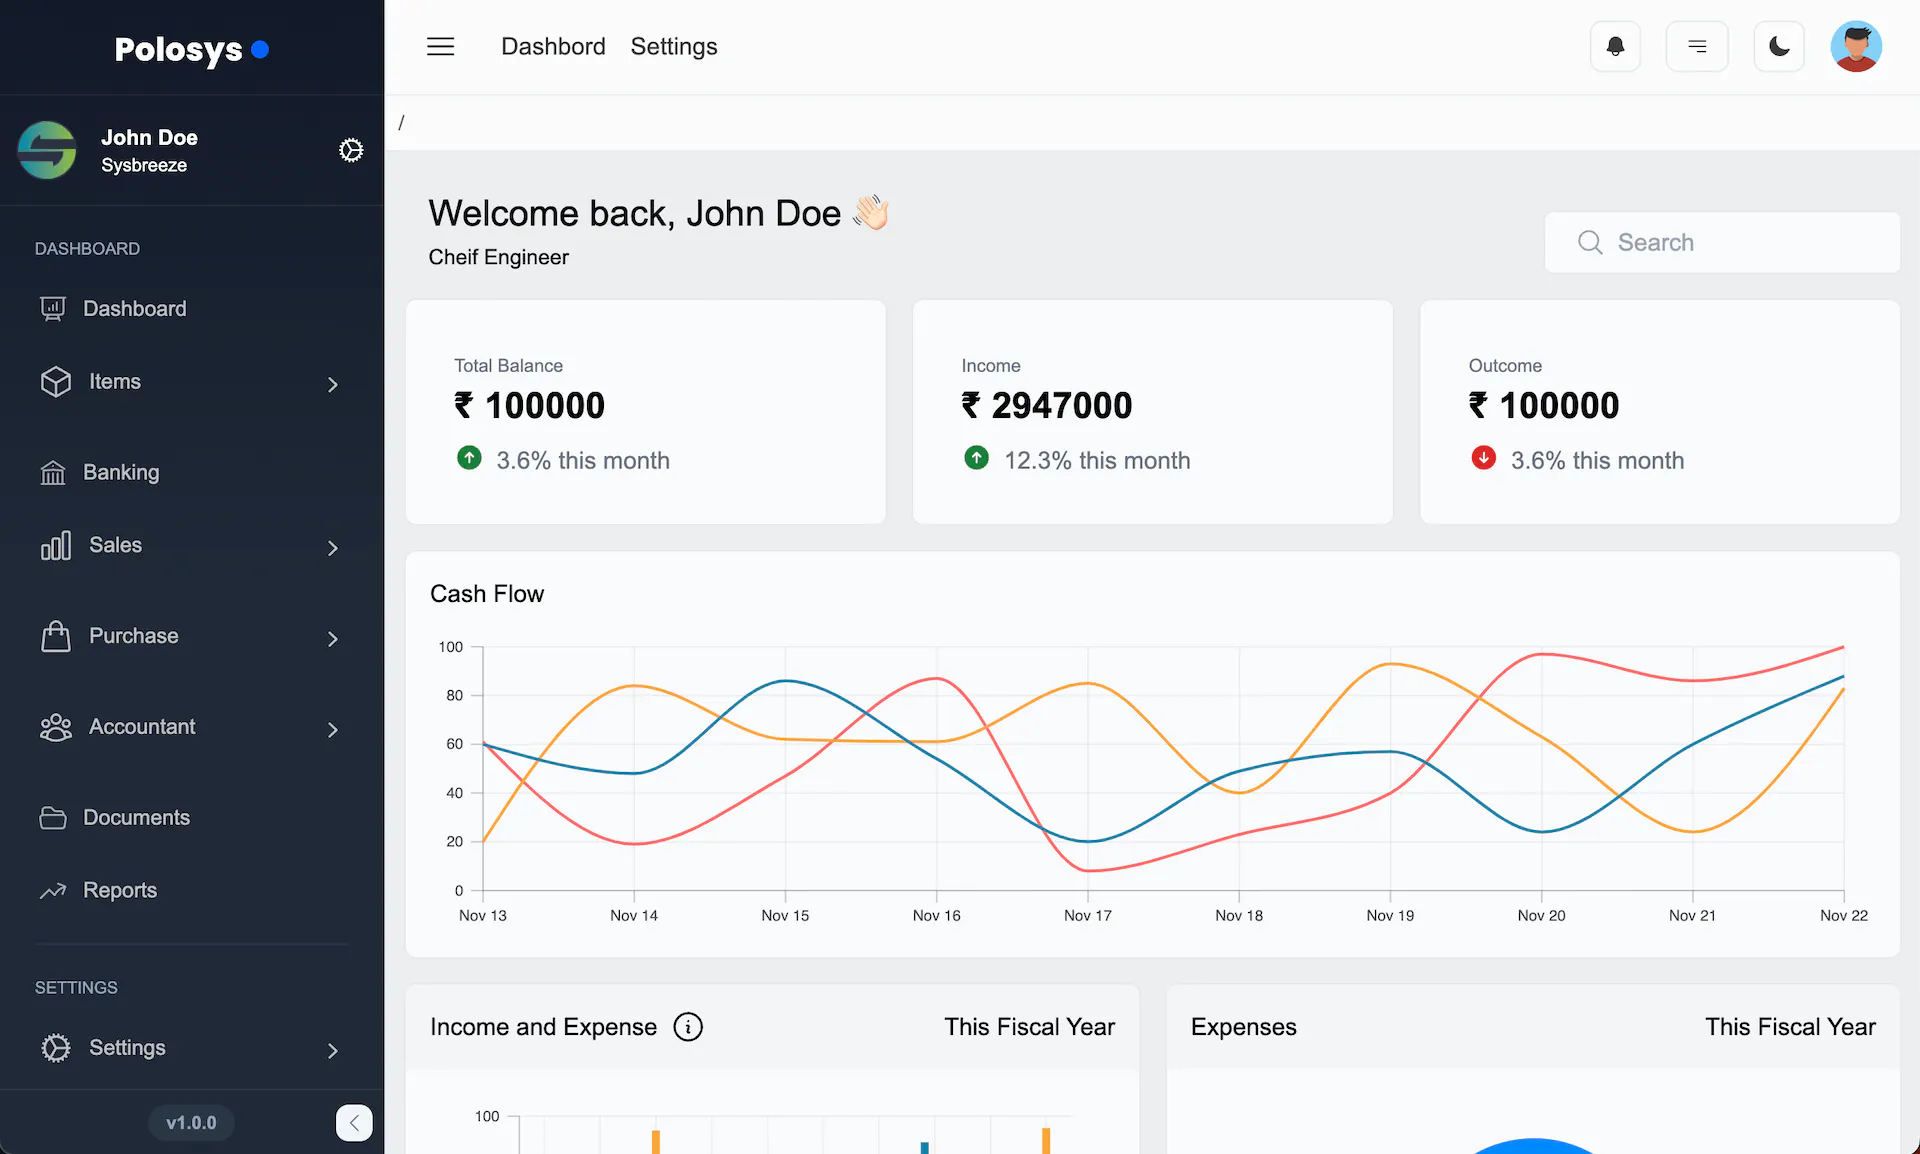 Polosys
John Doe
Sysbreeze
DASHBOARD
Dashboard
Items
Banking
Sales
Purchase
Accountant
Documents
Reports
SETTINGS
Settings
v1.0.0
Dashbord Settings
/
Welcome back, John Doe 👋🏻
Cheif Engineer
Search
Total Balance
₹ 100000
3.6% this month
Income
₹ 2947000
12.3% this month
Outcome
₹ 100000
3.6% this month
Cash Flow
100
80
60
40
20
0
Nov 13 Nov 14 Nov 15 Nov 16 Nov 17 Nov 18 Nov 19 Nov 20 Nov 21 Nov 22
Income and Expense
This Fiscal Year
100
Expenses
This Fiscal Year